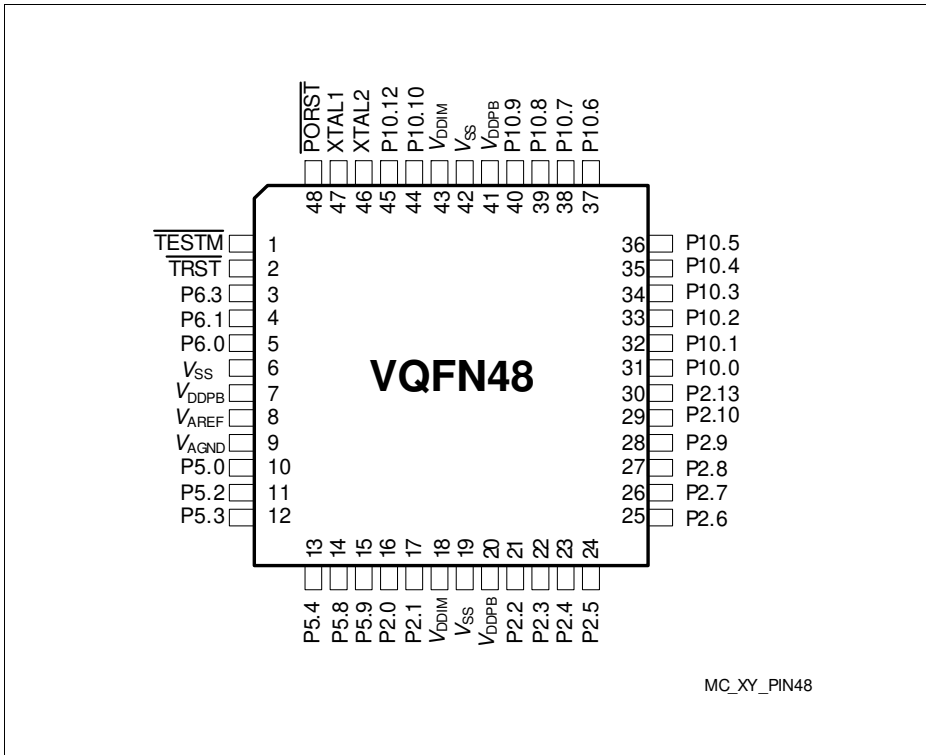 PORST
XTAL1
XTAL2
P10.12
P10.10
VDDIM
VSS
VDDPB
P10.9
P10.8
P10.7
P10.6
48
47
46
45
44
43
42
41
40
39
38
37
TESTM 1
TRST 2
P6.3 3
P6.1 4
P6.0 5
VSS 6
VDDPB 7
VAREF 8
VAGND 9
P5.0 10
P5.2 11
P5.3 12
VQFN48
36 P10.5
35 P10.4
34 P10.3
33 P10.2
32 P10.1
31 P10.0
30 P2.13
29 P2.10
28 P2.9
27 P2.8
26 P2.7
25 P2.6
13
14
15
16
17
18
19
20
21
22
23
24
P5.4
P5.8
P5.9
P2.0
P2.1
VDDIM
VSS
VDDPB
P2.2
P2.3
P2.4
P2.5
MC_XY_PIN48